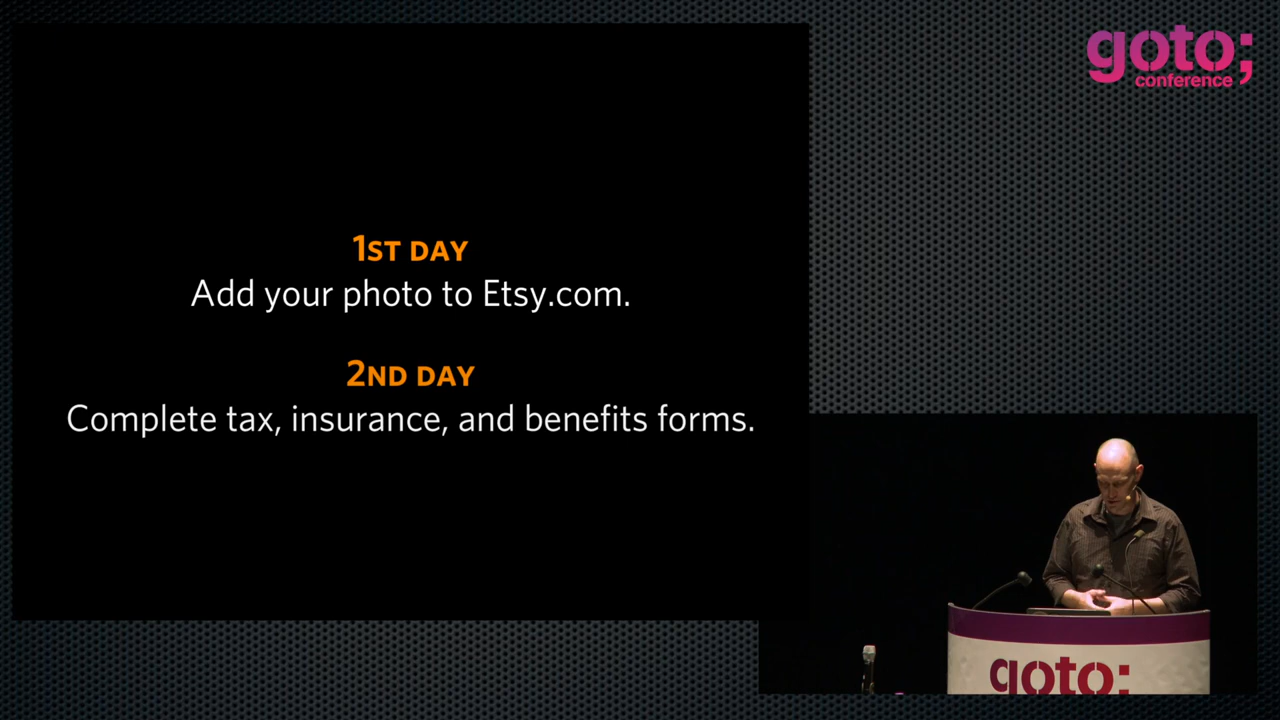 goto;
conference
1ST DAY
Add your photo to Etsy.com.
2ND DAY
Complete tax, insurance, and benefits forms.
goto;